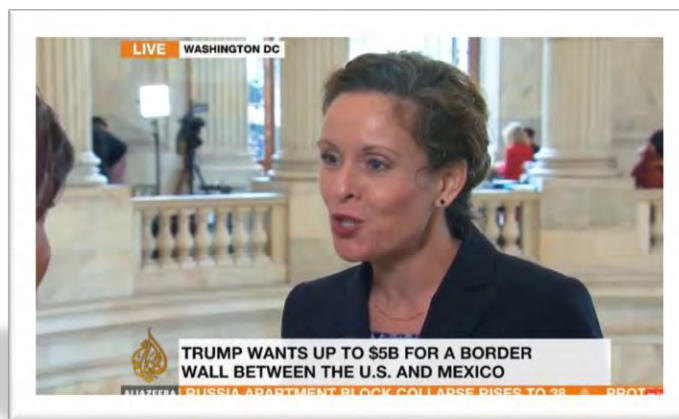 LIVE WASHINGTON DC
TRUMP WANTS UP TO $5B FOR A BORDER
WALL BETWEEN THE U.S. AND MEXICO
ALJAZEERA RUSSIA APARTMENT BLOCK COLLAPSE RISES TO 38